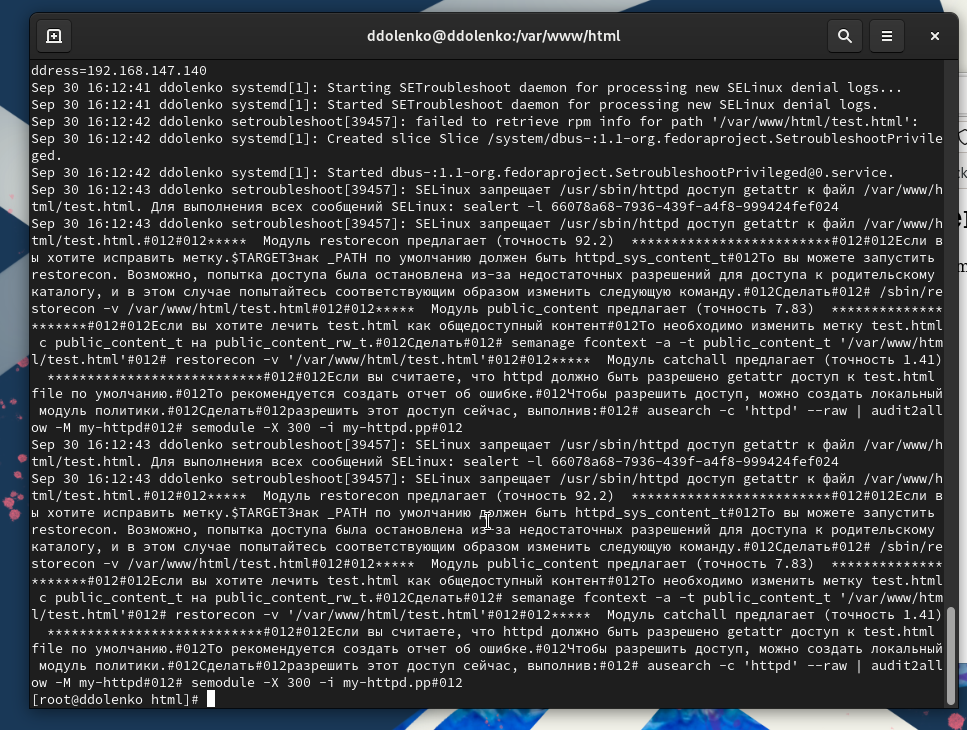 ddolenko@ddolenko:/var/www/html
ddress=192.168.147.140
Sep 30 16:12:41 ddolenko systemd[1]: Starting SETroubleshoot daemon for processing new SELinux denial logs...
Sep 30 16:12:41 ddolenko systemd[1]: Started SETroubleshoot daemon for processing new SELinux denial logs.
Sep 30 16:12:42 ddolenko setroubleshoot[39457]: failed to retrieve rpm info for path '/var/www/html/test.html':
Sep 30 16:12:42 ddolenko systemd[1]: Created slice Slice /system/dbus-:1.1-org.fedoraproject.SetroubleshootPrivile
ged.
Sep 30 16:12:42 ddolenko systemd[1]: Started dbus-:1.1-org.fedoraproject.SetroubleshootPrivileged@0.service.
Sep 30 16:12:43 ddolenko setroubleshoot[39457]: SELinux запрещает /usr/sbin/httpd доступ getattr к файл /var/www/h
tml/test.html. Для выполнения всех сообщений SELinux: sealert -l 66078a68-7936-439f-a4f8-999424fef024
Sep 30 16:12:43 ddolenko setroubleshoot[39457]: SELinux запрещает /usr/sbin/httpd доступ getattr к файл /var/www/h
tml/test.html.#012#012*****  Модуль restorecon предлагает (точность 92.2)  *************************#012#012Если в
ы хотите исправить метку.$TARGETЗнак _PATH по умолчанию должен быть httpd_sys_content_t#012То вы можете запустить
restorecon. Возможно, попытка доступа была остановлена из-за недостаточных разрешений для доступа к родительскому
каталогу, и в этом случае попытайтесь соответствующим образом изменить следующую команду.#012Сделать#012# /sbin/re
storecon -v /var/www/html/test.html#012#012*****  Модуль public_content предлагает (точность 7.83)  **************
*******#012#012Если вы хотите лечить test.html как общедоступный контент#012То необходимо изменить метку test.html
 с public_content_t на public_content_rw_t.#012Сделать#012# semanage fcontext -a -t public_content_t '/var/www/htm
l/test.html'#012# restorecon -v '/var/www/html/test.html'#012#012*****  Модуль catchall предлагает (точность 1.41)
  **************************#012#012Если вы считаете, что httpd должно быть разрешено getattr доступ к test.html
file по умолчанию.#012То рекомендуется создать отчет об ошибке.#012Чтобы разрешить доступ, можно создать локальный
 модуль политики.#012Сделать#012разрешить этот доступ сейчас, выполнив:#012# ausearch -c 'httpd' --raw | audit2all
ow -M my-httpd#012# semodule -X 300 -i my-httpd.pp#012
Sep 30 16:12:43 ddolenko setroubleshoot[39457]: SELinux запрещает /usr/sbin/httpd доступ getattr к файл /var/www/h
tml/test.html. Для выполнения всех сообщений SELinux: sealert -l 66078a68-7936-439f-a4f8-999424fef024
Sep 30 16:12:43 ddolenko setroubleshoot[39457]: SELinux запрещает /usr/sbin/httpd доступ getattr к файл /var/www/h
tml/test.html.#012#012*****  Модуль restorecon предлагает (точность 92.2)  *************************#012#012Если в
ы хотите исправить метку.$TARGETЗнак _PATH по умолчанию должен быть httpd_sys_content_t#012То вы можете запустить
restorecon. Возможно, попытка доступа была остановлена из-за недостаточных разрешений для доступа к родительскому
каталогу, и в этом случае попытайтесь соответствующим образом изменить следующую команду.#012Сделать#012# /sbin/re
storecon -v /var/www/html/test.html#012#012*****  Модуль public_content предлагает (точность 7.83)  **************
*******#012#012Если вы хотите лечить test.html как общедоступный контент#012То необходимо изменить метку test.html
 с public_content_t на public_content_rw_t.#012Сделать#012# semanage fcontext -a -t public_content_t '/var/www/htm
l/test.html'#012# restorecon -v '/var/www/html/test.html'#012#012*****  Модуль catchall предлагает (точность 1.41)
  **************************#012#012Если вы считаете, что httpd должно быть разрешено getattr доступ к test.html
file по умолчанию.#012То рекомендуется создать отчет об ошибке.#012Чтобы разрешить доступ, можно создать локальный
 модуль политики.#012Сделать#012разрешить этот доступ сейчас, выполнив:#012# ausearch -c 'httpd' --raw | audit2all
ow -M my-httpd#012# semodule -X 300 -i my-httpd.pp#012
[root@ddolenko html]#